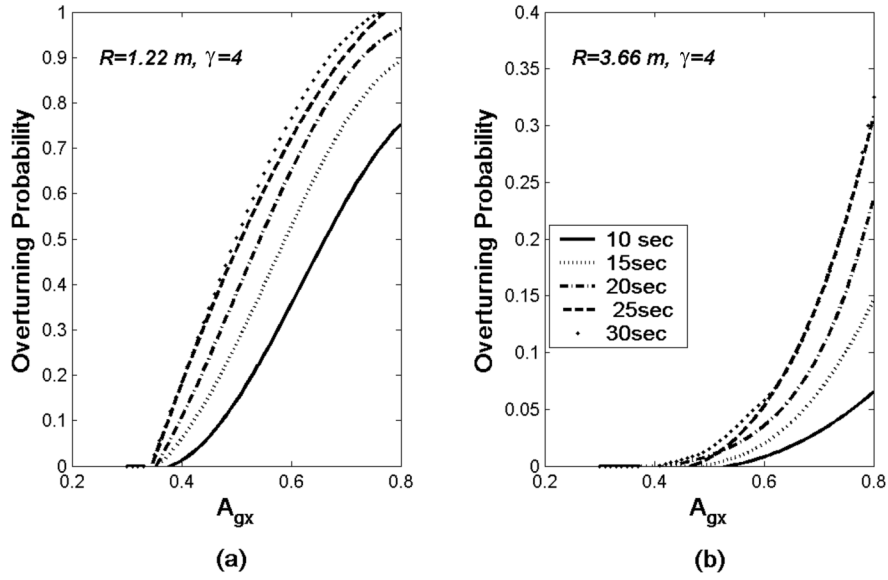 R=1.22 m, γ=4
Overturning Probability
1
0.9
0.8
0.7
0.6
0.5
0.4
0.3
0.2
0.1
0
0.2
0.4
0.6
0.8
Agx
(a)
R=3.66 m, γ=4
Overturning Probability
0.4
0.35
0.3
0.25
0.2
0.15
0.1
0.05
0
0.2
0.4
0.6
0.8
Agx
(b)
10 sec
15sec
20sec
25sec
30sec